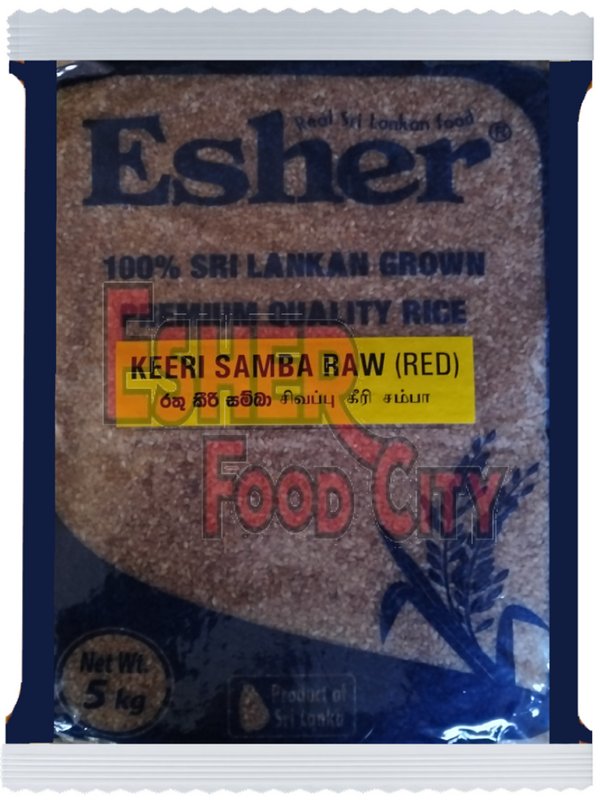 Real Sri Lankan food
Esher®
100% SRI LANKAN GROWN
PREMIUM QUALITY RICE
KEERI SAMBA RAW (RED)
රතු කීරි සම්බා சிவப்பு கீரி சம்பா
ESHER
FOOD CITY
Net Wt.
5 kg
Product of
Sri Lanka